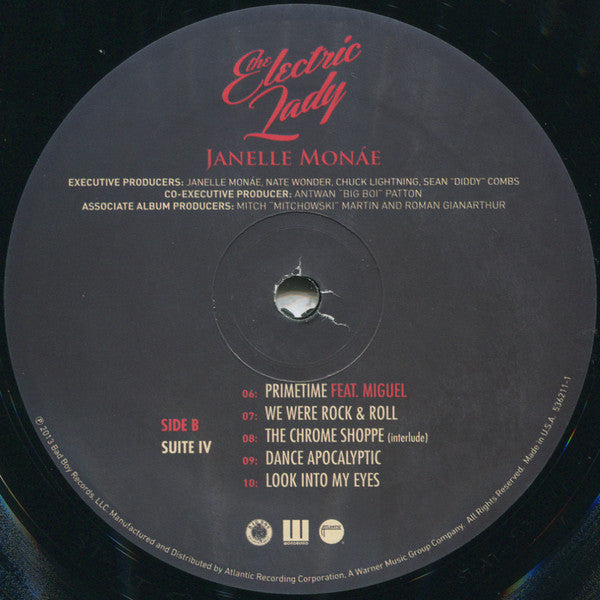 the
Electric
Lady
JANELLE MONÁE
EXECUTIVE PRODUCERS: JANELLE MONÁE, NATE WONDER, CHUCK LIGHTNING, SEAN "DIDDY" COMBS
CO-EXECUTIVE PRODUCER: ANTWAN "BIG BOI" PATTON
ASSOCIATE ALBUM PRODUCERS: MITCH "MITCHOWSKI" MARTIN AND ROMAN GIANARTHUR
SIDE B
SUITE IV
06: PRIMETIME FEAT. MIGUEL
07: WE WERE ROCK & ROLL
08: THE CHROME SHOPPE (interlude)
09: DANCE APOCALYPTIC
10: LOOK INTO MY EYES
WONDALAND
ATLANTIC
℗ 2013 Bad Boy Records, LLC. Manufactured and Distributed by Atlantic Recording Corporation, A Warner Music Group Company. All Rights Reserved. Made in U.S.A. 536211-1